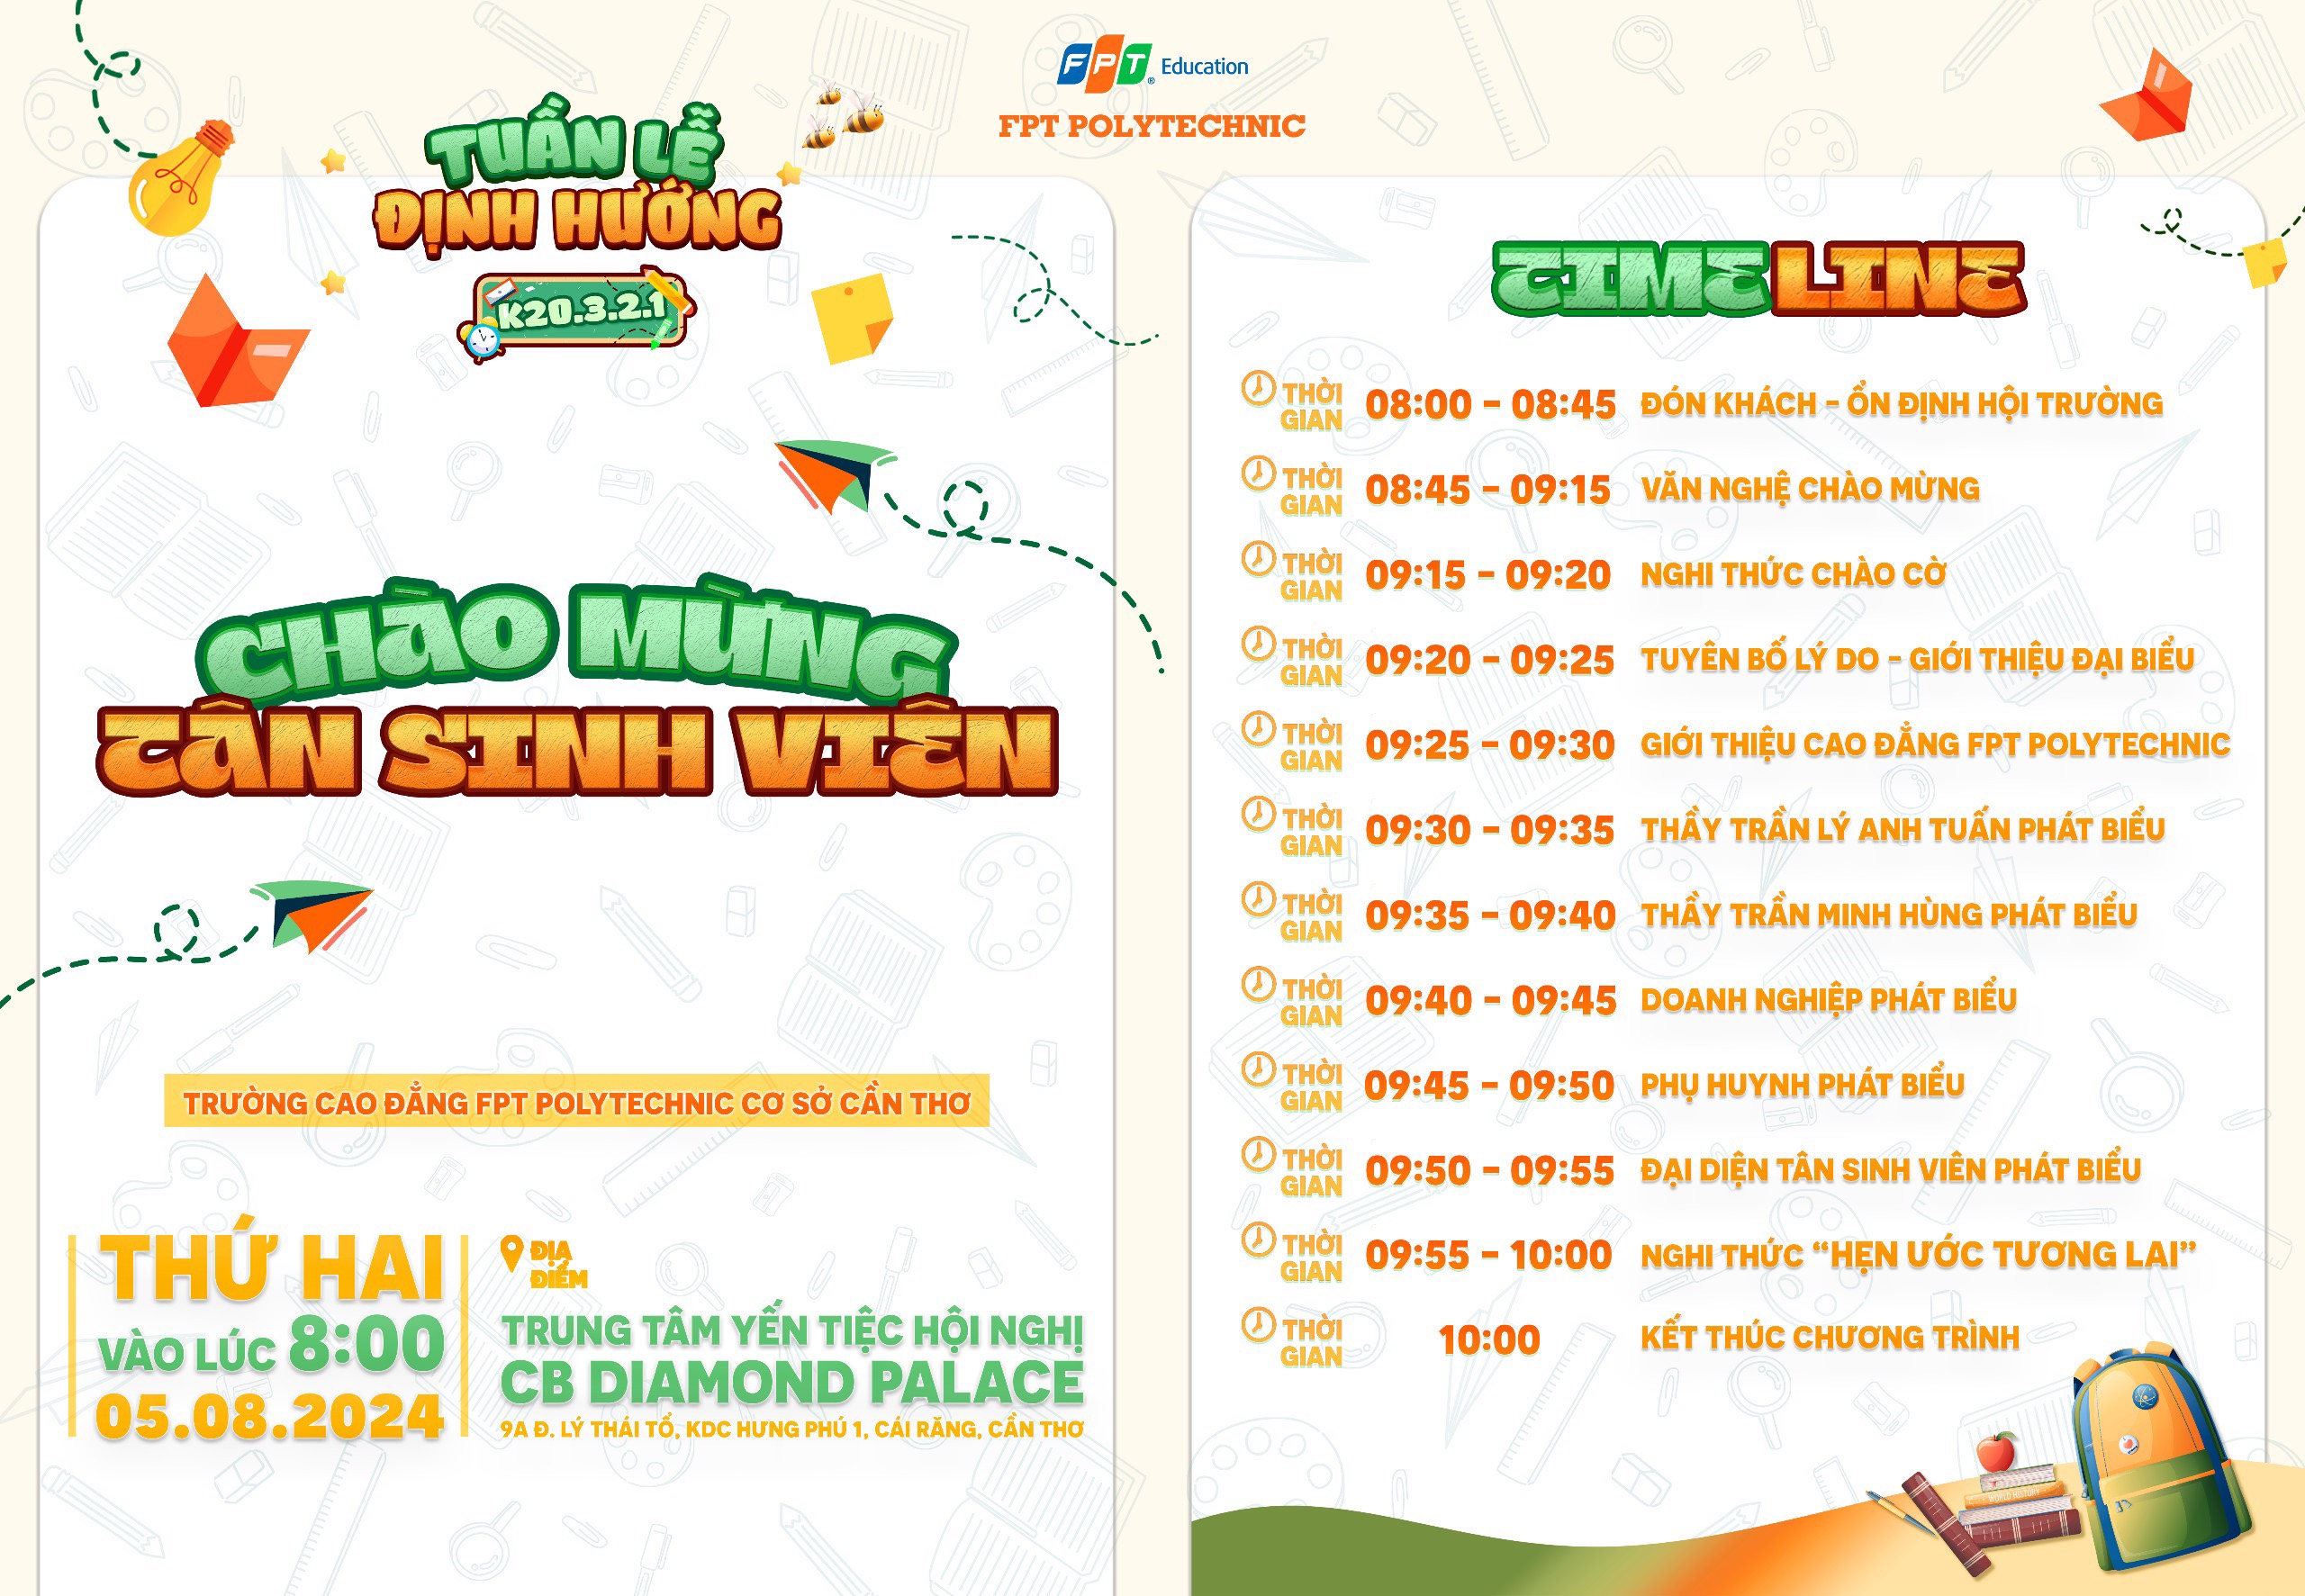 FPT Education
FPT POLYTECHNIC
TUẦN LỄ
ĐỊNH HƯỚNG
K20.3.2.1
CHÀO MỪNG
TÂN SINH VIÊN
TRƯỜNG CAO ĐẲNG FPT POLYTECHNIC CƠ SỞ CẦN THƠ
THỨ HAI
VÀO LÚC 8:00
05.08.2024
ĐỊA
ĐIỂM
TRUNG TÂM YẾN TIỆC HỘI NGHỊ
CB DIAMOND PALACE
9A Đ. LÝ THÁI TỔ, KDC HƯNG PHÚ 1, CÁI RĂNG, CẦN THƠ
TIMELINE
THỜI GIAN 08:00 - 08:45 ĐÓN KHÁCH - ỔN ĐỊNH HỘI TRƯỜNG
THỜI GIAN 08:45 - 09:15 VĂN NGHỆ CHÀO MỪNG
THỜI GIAN 09:15 - 09:20 NGHI THỨC CHÀO CỜ
THỜI GIAN 09:20 - 09:25 TUYÊN BỐ LÝ DO - GIỚI THIỆU ĐẠI BIỂU
THỜI GIAN 09:25 - 09:30 GIỚI THIỆU CAO ĐẲNG FPT POLYTECHNIC
THỜI GIAN 09:30 - 09:35 THẦY TRẦN LÝ ANH TUẤN PHÁT BIỂU
THỜI GIAN 09:35 - 09:40 THẦY TRẦN MINH HÙNG PHÁT BIỂU
THỜI GIAN 09:40 - 09:45 DOANH NGHIỆP PHÁT BIỂU
THỜI GIAN 09:45 - 09:50 PHỤ HUYNH PHÁT BIỂU
THỜI GIAN 09:50 - 09:55 ĐẠI DIỆN TÂN SINH VIÊN PHÁT BIỂU
THỜI GIAN 09:55 - 10:00 NGHI THỨC “HẸN ƯỚC TƯƠNG LAI”
THỜI GIAN 10:00 KẾT THÚC CHƯƠNG TRÌNH
WORLD HISTORY